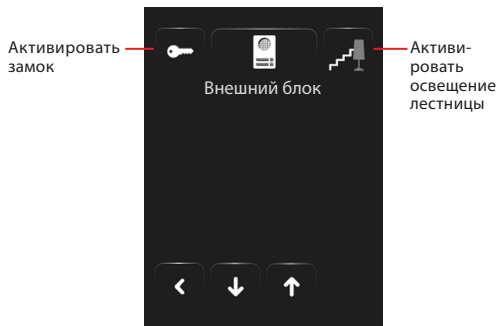 Активировать
замок
Внешний блок
Активи-
ровать
освещение
лестницы